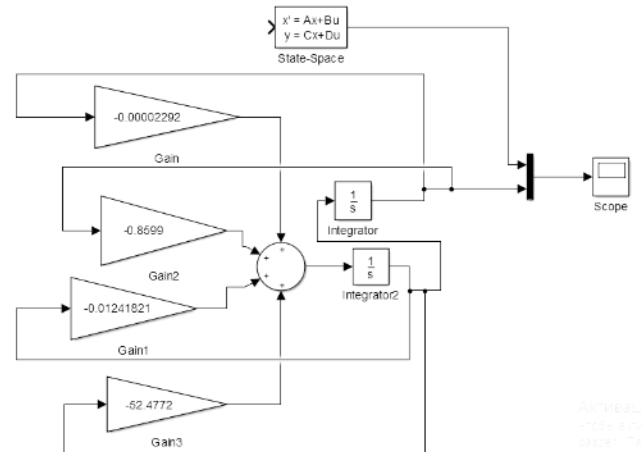 x' = Ax+Bu
y = Cx+Du
State-Space
-0.00002292
Gain
-0.8599
Gain2
-0.01241821
Gain1
-52.4772
Gain3
+
+
+
+
+
+
1
s
Integrator
1
s
Integrator2
Scope